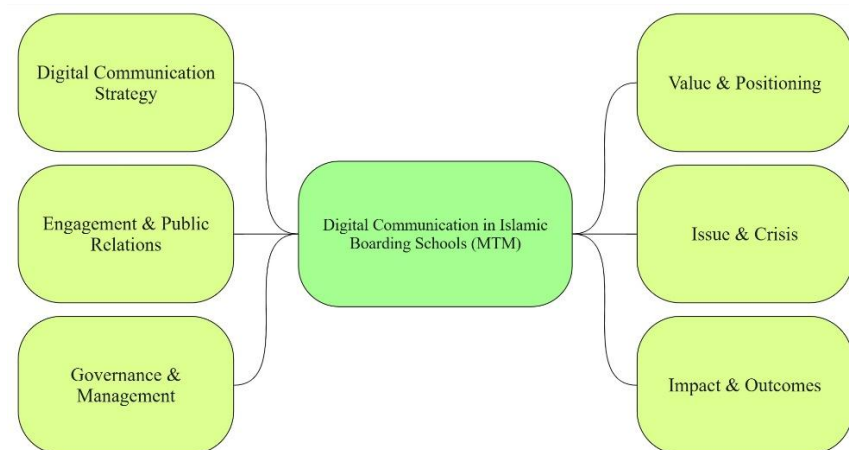 Digital Communication
Strategy
Engagement & Public
Relations
Governance &
Management
Digital Communication in Islamic
Boarding Schools (MTM)
Value & Positioning
Issue & Crisis
Impact & Outcomes